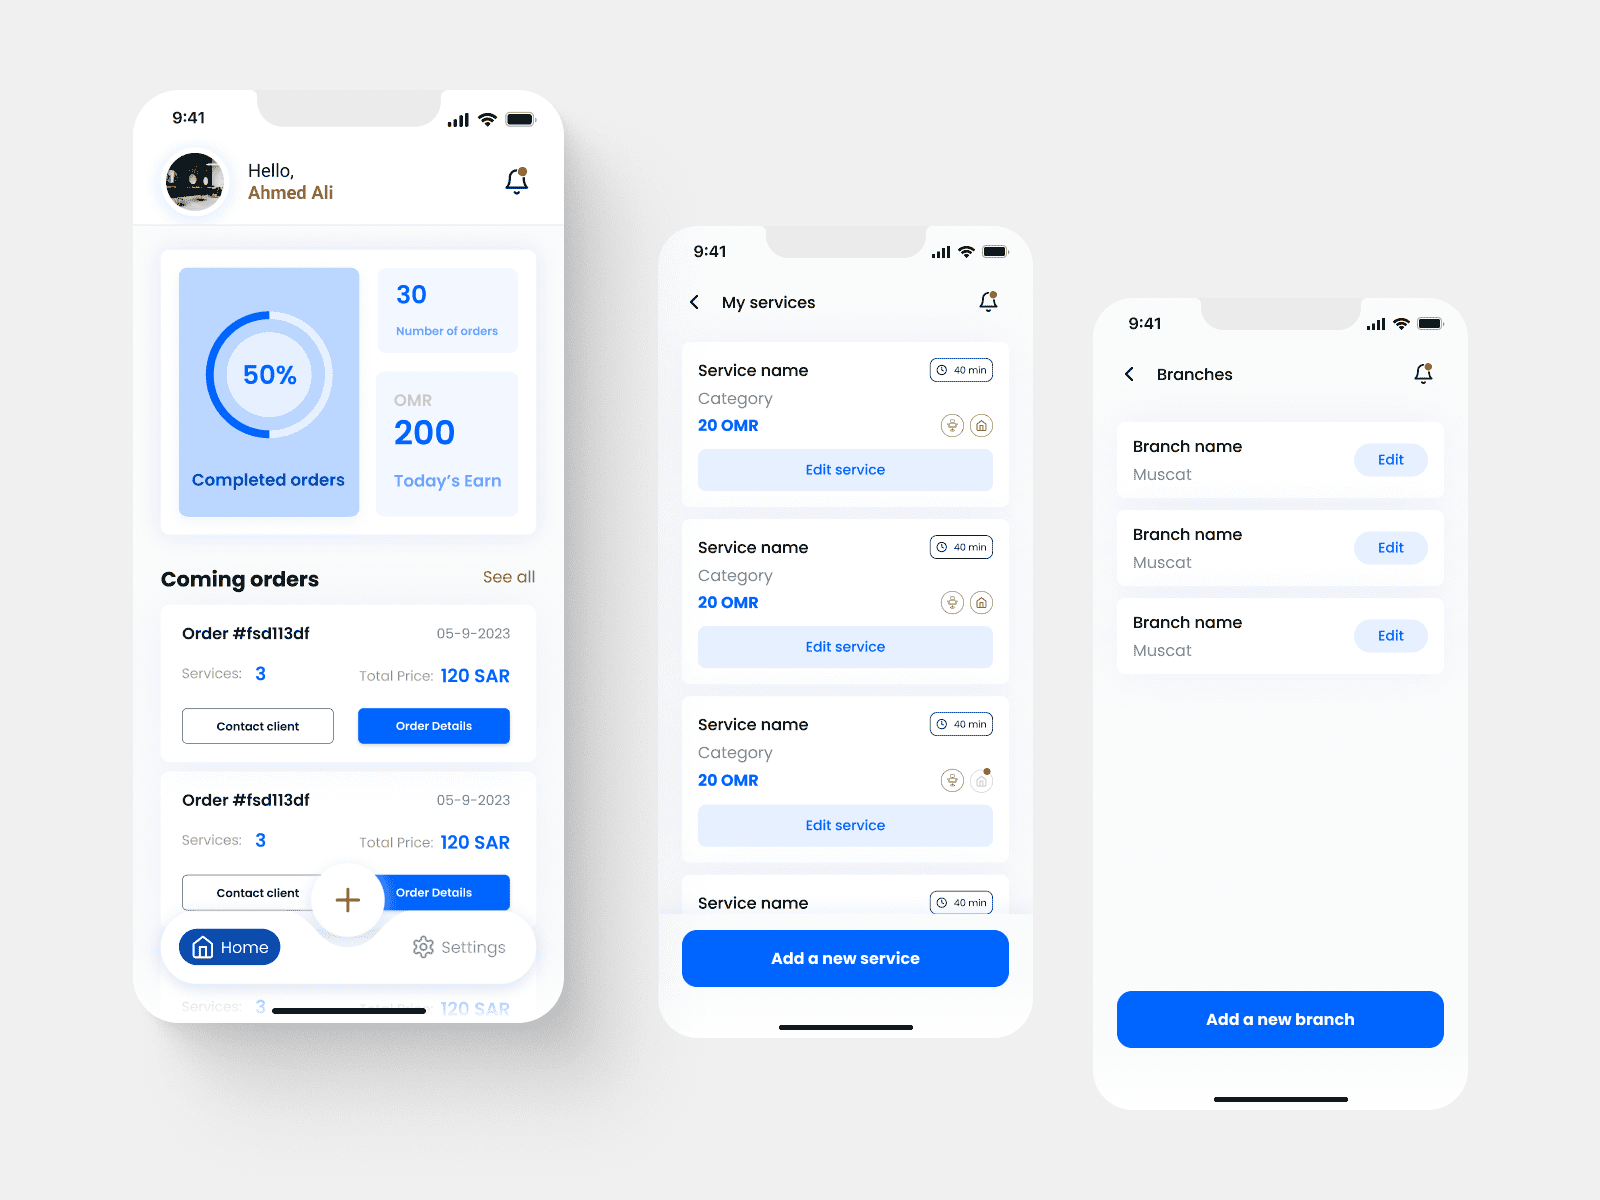 9:41
Hello,
Ahmed Ali
50%
Completed orders
30
Number of orders
OMR
200
Today's Earn
Coming orders
See all
Order #fsd113df
05-9-2023
Services: 3
Total Price: 120 SAR
Contact client
Order Details
Order #fsd113df
05-9-2023
Services: 3
Total Price: 120 SAR
Contact client
Order Details
Home
Settings
Services: 3
Total Price: 120 SAR
9:41
My services
Service name
40 min
Category
20 OMR
Edit service
Service name
40 min
Category
20 OMR
Edit service
Service name
40 min
Category
20 OMR
Edit service
Service name
40 min
Add a new service
9:41
Branches
Branch name
Muscat
Edit
Branch name
Muscat
Edit
Branch name
Muscat
Edit
Add a new branch